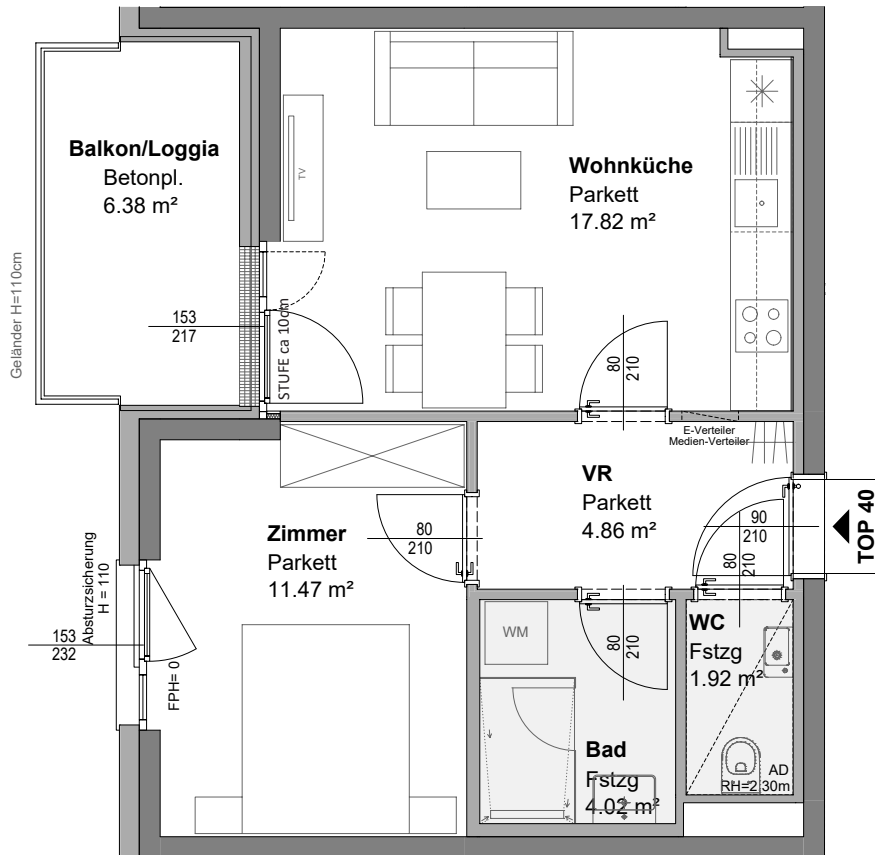 Balkon/Loggia
Betonpl.
6.38 m²
Geländer H=110cm
TV
Wohnküche
Parkett
17.82 m²
153
217
STUFE ca 10cm
80
210
E-Verteiler
Medien-Verteiler
VR
Parkett
4.86 m²
90
210
80
210
TOP 40
Zimmer
Parkett
11.47 m²
80
210
Absturzsicherung
H = 110
153
232
FPH= 0
WM
80
210
WC
Fstzg
1.92 m²
Bad
Fstzg
4.02 m²
AD
RH=2.30m